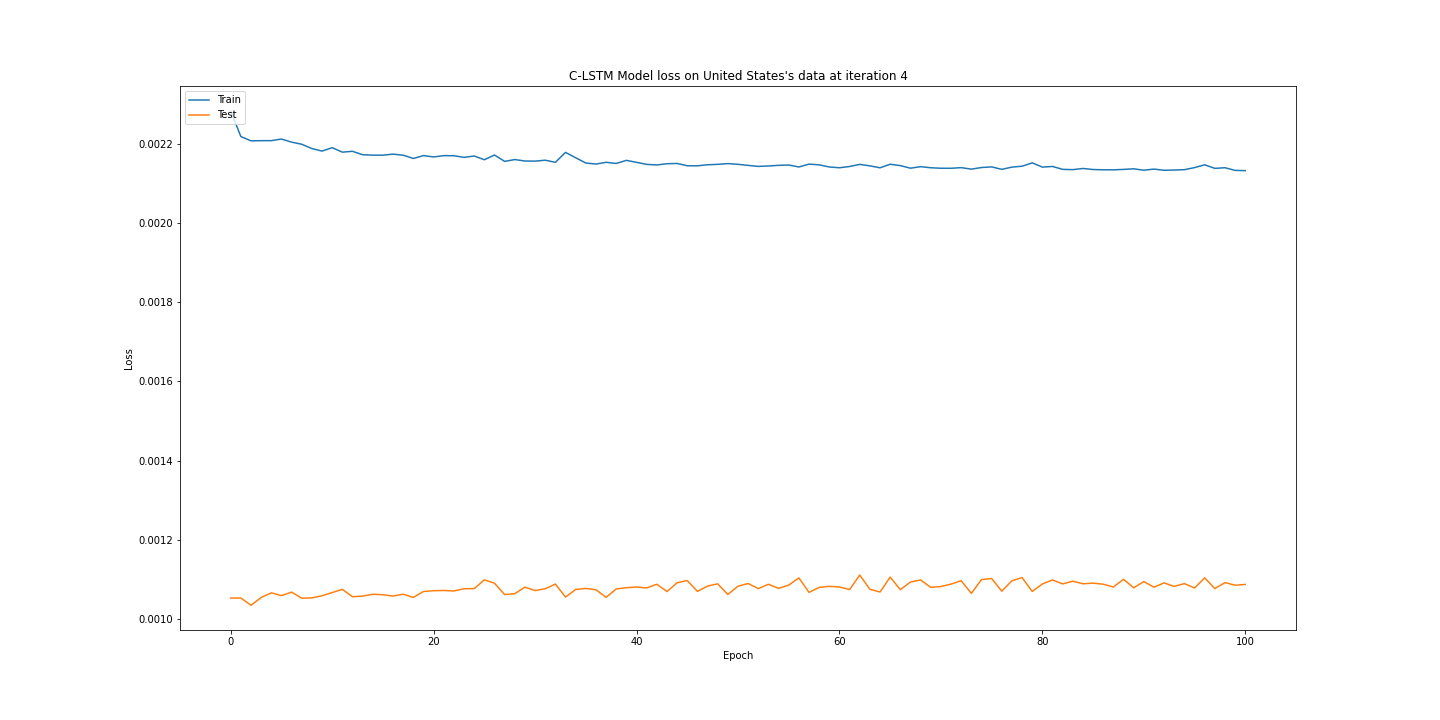 C-LSTM Model loss on United States's data at iteration 4
Train
Test
0.0022
0.0020
0.0018
0.0016
0.0014
0.0012
0.0010
Loss
0 20 40 60 80 100
Epoch